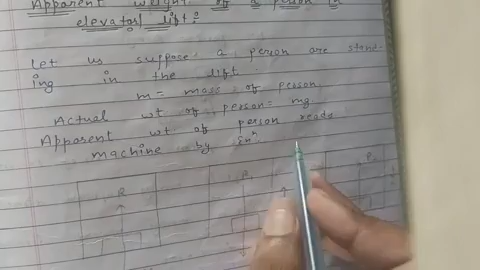 Apparent weight of a person in
elevator/ lift :
Let us suppose a person are stand-
ing in the lift
m = mass of person
Actual wt of person = mg
Apparent wt of person reads
machine by
R
R
R